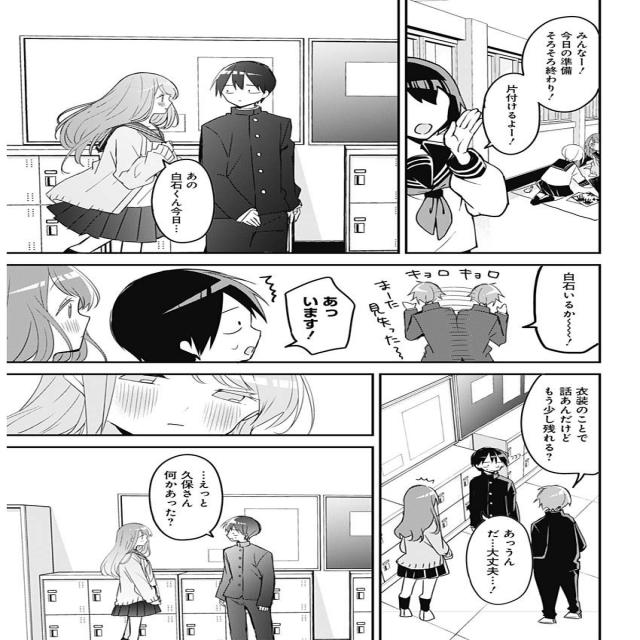 みんなー!
今日の準備
そろそろ終わり!
片付けるよー!
あの
白石くん今日…
白石いるか〜〜〜!
キョロ キョロ
まーた
見失った〜
あっ
います!
衣装のことで
話あんだけど
もう少し残れる?
あっうん
だ…大丈夫…!
…えっと
久保さん
何かあった?